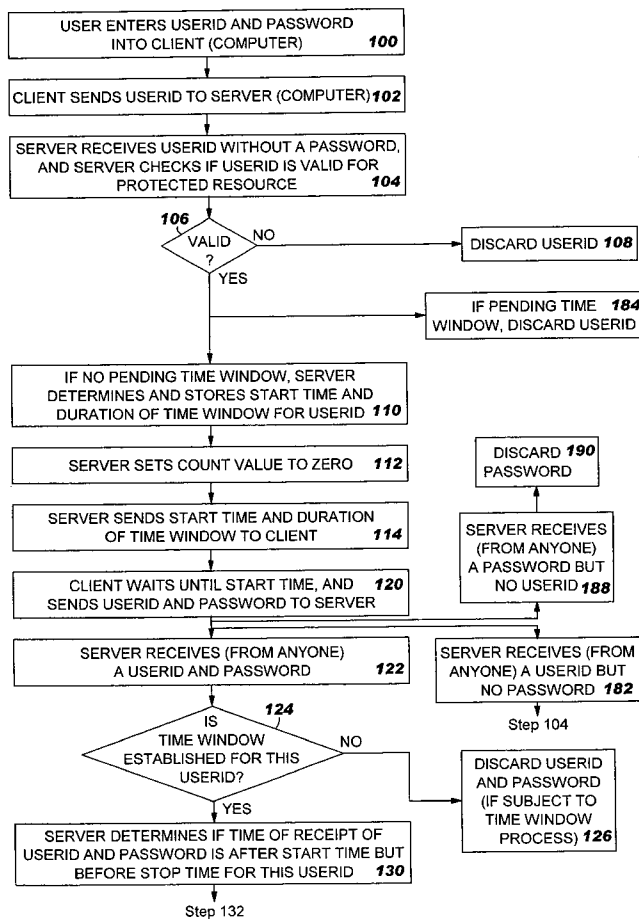 USER ENTERS USERID AND PASSWORD
INTO CLIENT (COMPUTER) 100
CLIENT SENDS USERID TO SERVER (COMPUTER) 102
SERVER RECEIVES USERID WITHOUT A PASSWORD,
AND SERVER CHECKS IF USERID IS VALID FOR
PROTECTED RESOURCE 104
106
VALID
?
NO
YES
DISCARD USERID 108
IF PENDING TIME 184
WINDOW, DISCARD USERID
IF NO PENDING TIME WINDOW, SERVER
DETERMINES AND STORES START TIME AND
DURATION OF TIME WINDOW FOR USERID 110
SERVER SETS COUNT VALUE TO ZERO 112
SERVER SENDS START TIME AND DURATION
OF TIME WINDOW TO CLIENT 114
CLIENT WAITS UNTIL START TIME, AND 120
SENDS USERID AND PASSWORD TO SERVER
DISCARD 190
PASSWORD
SERVER RECEIVES
(FROM ANYONE)
A PASSWORD BUT
NO USERID 188
SERVER RECEIVES (FROM ANYONE)
A USERID AND PASSWORD 122
SERVER RECEIVES (FROM
ANYONE) A USERID BUT
NO PASSWORD 182
Step 104
124
IS
TIME WINDOW
ESTABLISHED FOR THIS
USERID?
NO
YES
DISCARD USERID
AND PASSWORD
(IF SUBJECT TO
TIME WINDOW
PROCESS) 126
SERVER DETERMINES IF TIME OF RECEIPT OF
USERID AND PASSWORD IS AFTER START TIME BUT
BEFORE STOP TIME FOR THIS USERID 130
Step 132